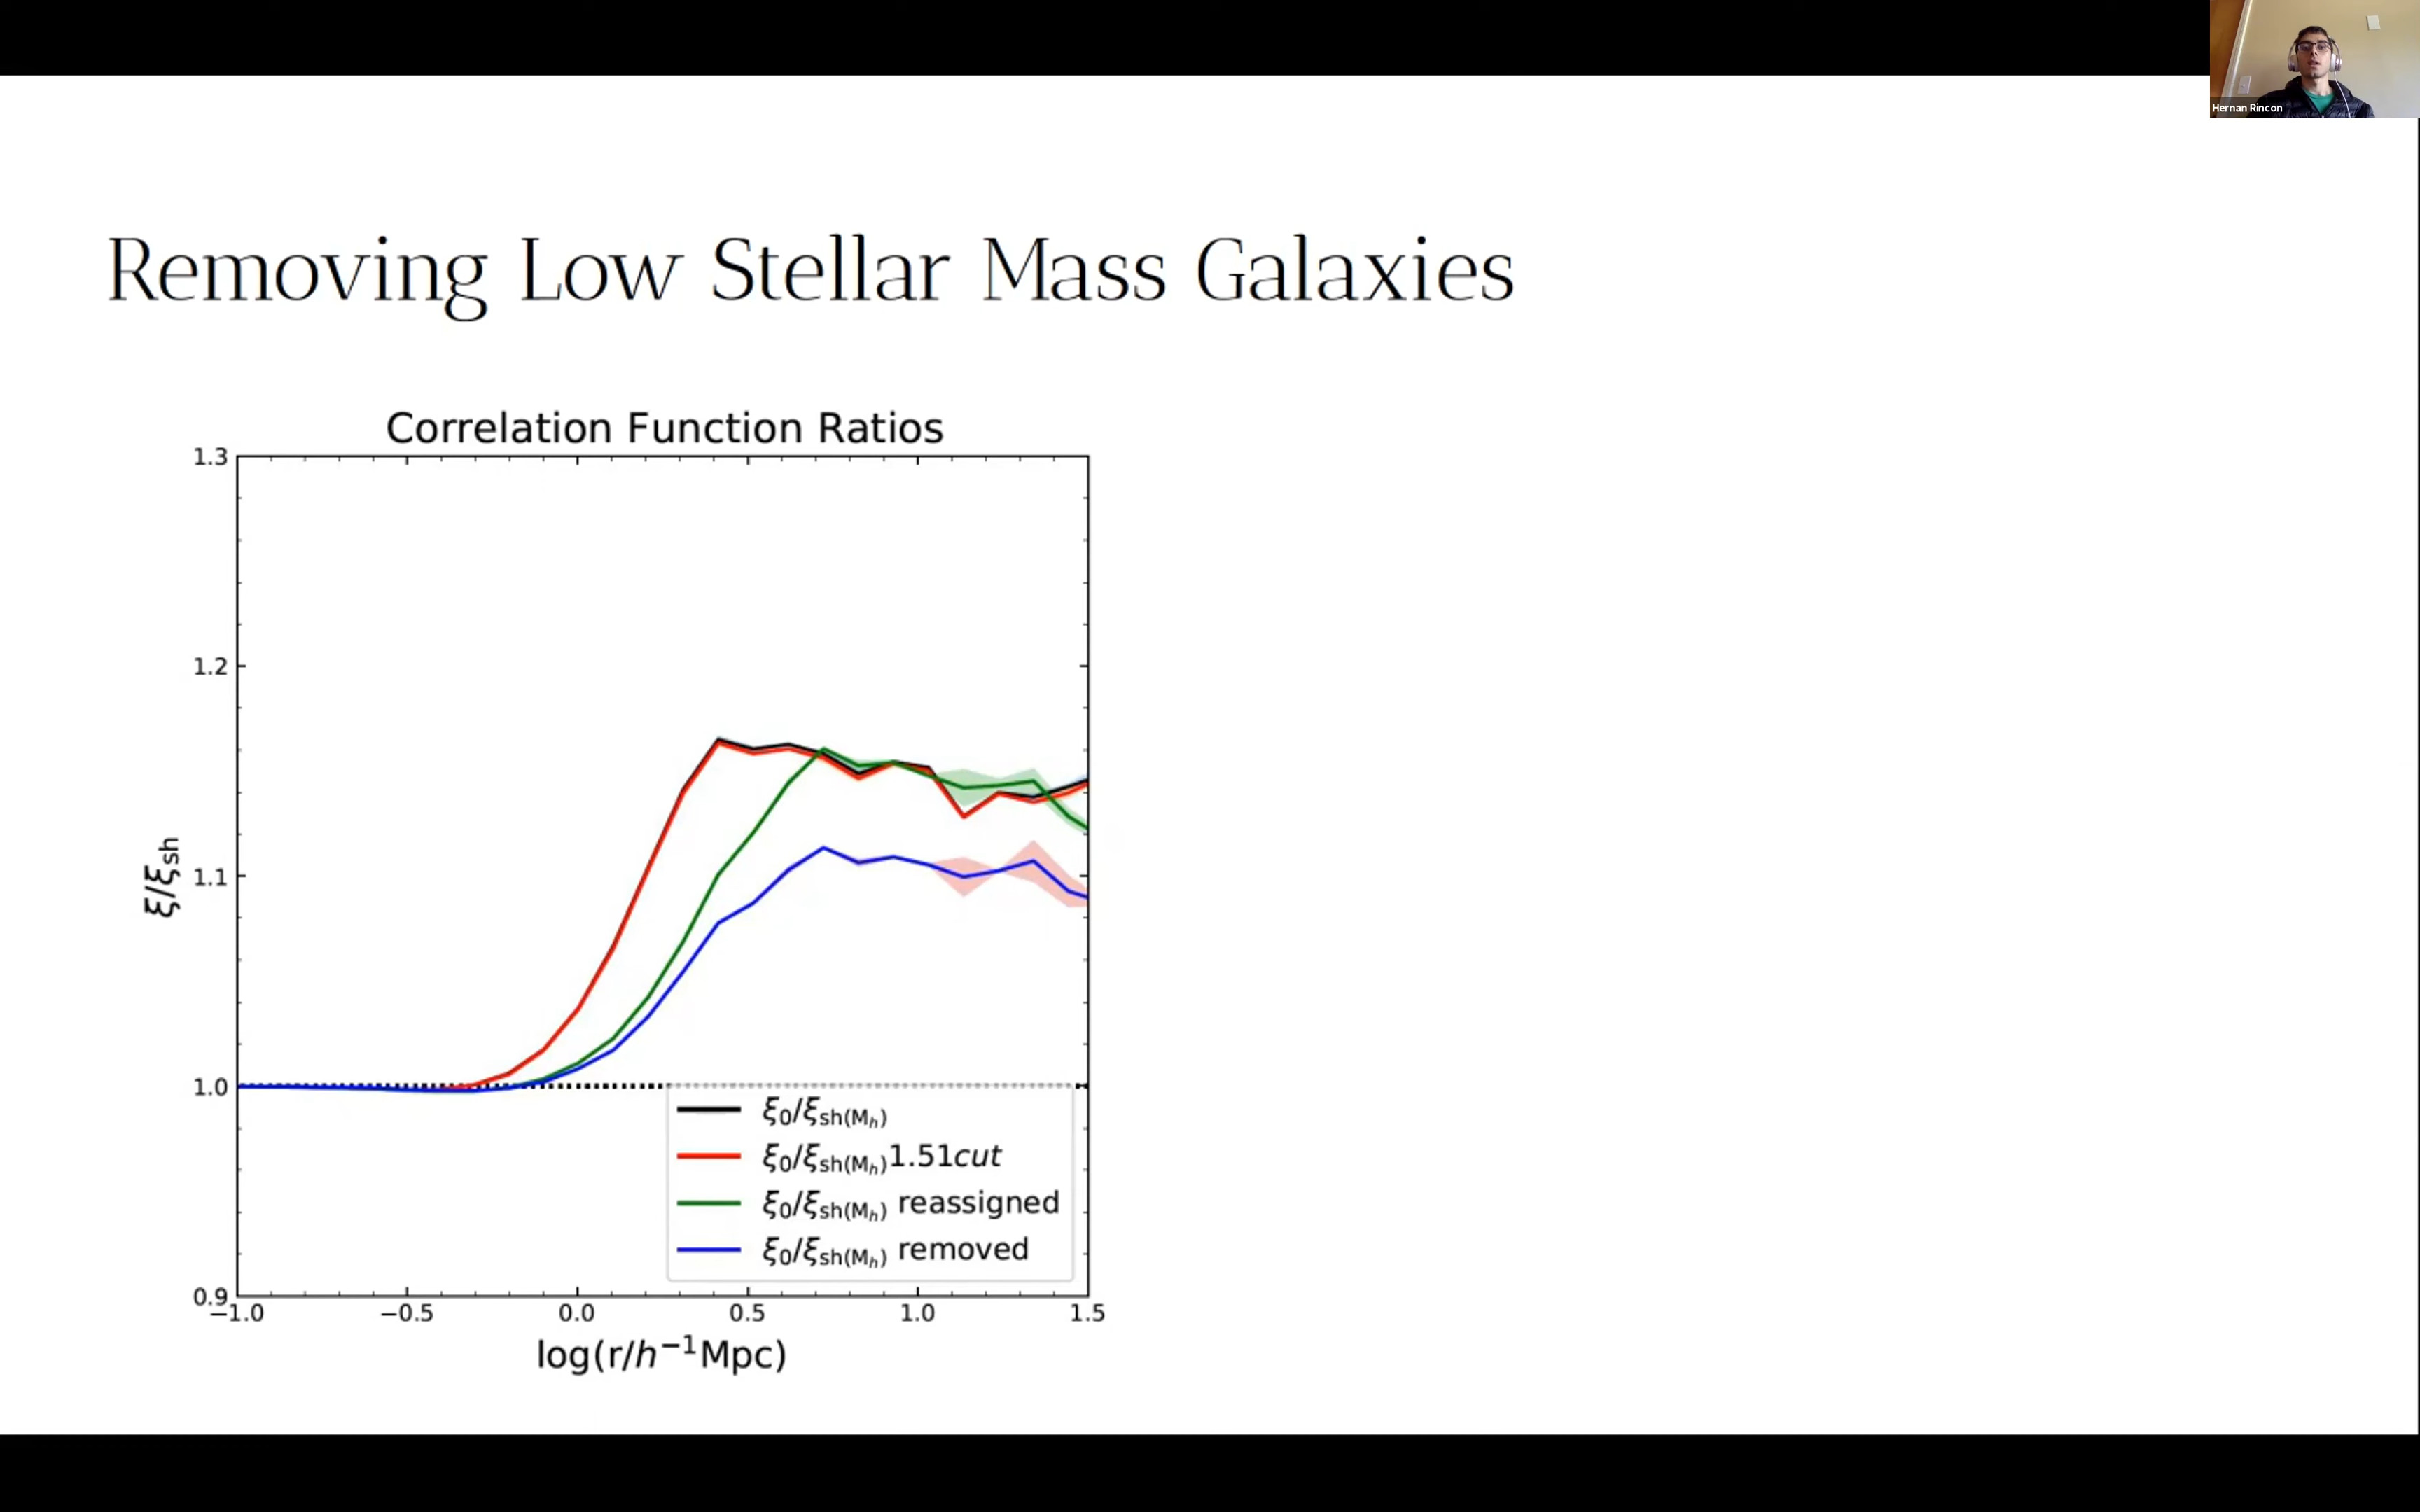 Hernan Rincon
Removing Low Stellar Mass Galaxies
Correlation Function Ratios
1.3
1.2
1.1
1.0
0.9
ξ/ξsh
ξ₀/ξsh(Mₕ)
ξ₀/ξsh(Mₕ)1.51cut
ξ₀/ξsh(Mₕ) reassigned
ξ₀/ξsh(Mₕ) removed
−1.0 −0.5 0.0 0.5 1.0 1.5
log(r/h⁻¹Mpc)